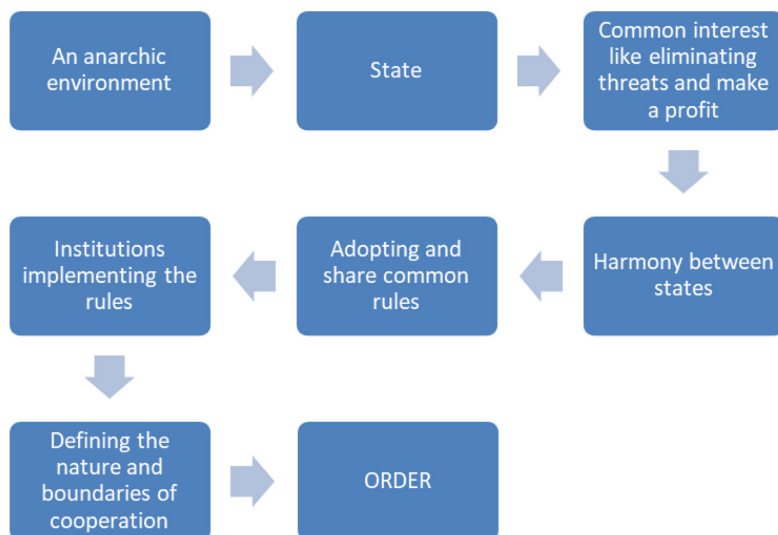 An anarchic
environment
State
Common interest
like eliminating
threats and make
a profit
Harmony between
states
Adopting and
share common
rules
Institutions
implementing the
rules
Defining the
nature and
boundaries of
cooperation
ORDER